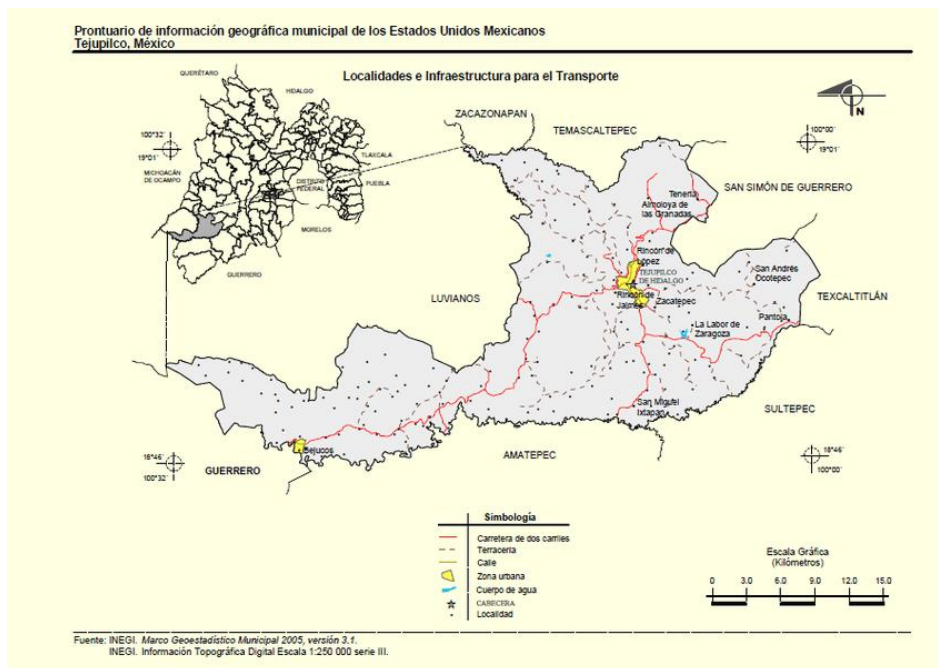 Prontuario de información geográfica municipal de los Estados Unidos Mexicanos
Tejupilco, México
Localidades e Infraestructura para el Transporte
QUERÉTARO
HIDALGO
N
100°32´
19°01´
MICHOACÁN
DE OCAMPO
TLAXCALA
DISTRITO
FEDERAL
PUEBLA
MORELOS
GUERRERO
ZACAZONAPAN
TEMASCALTEPEC
100°00´
19°01´
SAN SIMÓN DE GUERRERO
Tenería
Almoloya de
las Granadas
Rincón de
López
TEJUPILCO
DE HIDALGO
San Andrés
Ocotepec
LUVIANOS
Rincón de
Jaimes
Zacatepec
TEXCALTITLÁN
Pantoja
La Labor de
Zaragoza
San Miguel
Ixtapan
SULTEPEC
Bejucos
AMATEPEC
18°46´
100°32´
GUERRERO
18°46´
100°00´
Simbología
Carretera de dos carriles
Terracería
Calle
Zona urbana
Cuerpo de agua
CABECERA
Localidad
Escala Gráfica
(Kilómetros)
0 3.0 6.0 9.0 12.0 15.0
Fuente: INEGI. Marco Geoestadístico Municipal 2005, versión 3.1.
INEGI. Información Topográfica Digital Escala 1:250 000 serie III.